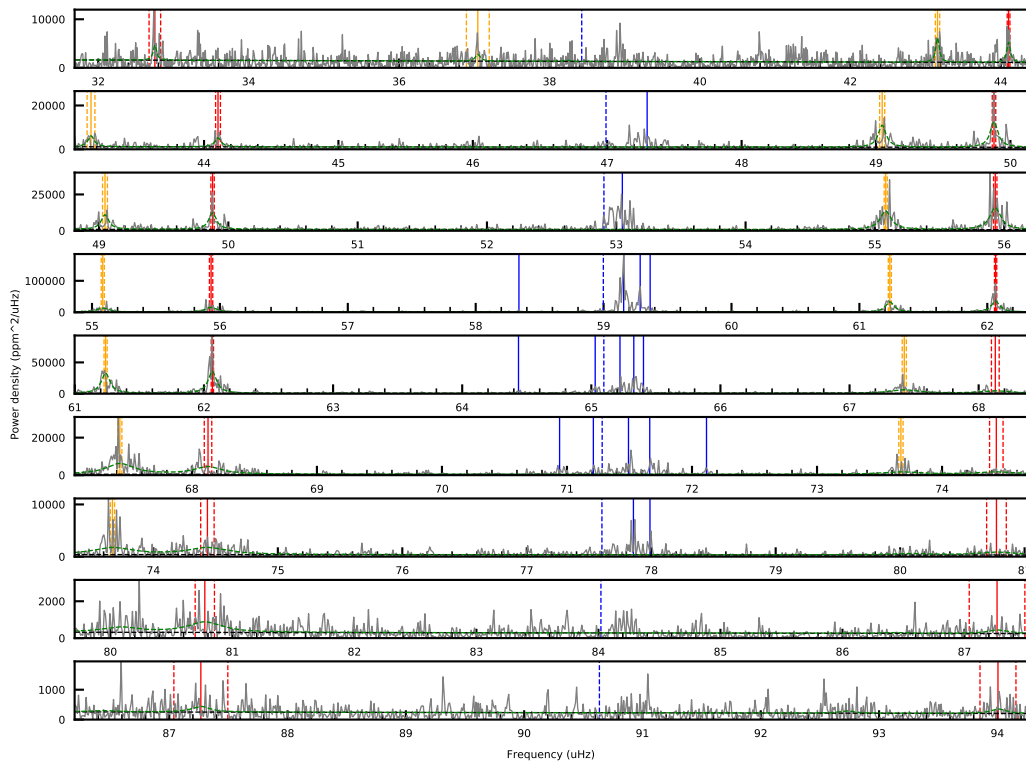 10000
0
32 34 36 38 40 42 44
20000
0
44 45 46 47 48 49 50
25000
0
49 50 51 52 53 54 55 56
100000
0
55 56 57 58 59 60 61 62
50000
0
61 62 63 64 65 66 67 68
20000
0
68 69 70 71 72 73 74
10000
0
74 75 76 77 78 79 80
2000
0
80 81 82 83 84 85 86 87
1000
0
87 88 89 90 91 92 93 94
Power density (ppm^2/uHz)
Frequency (uHz)